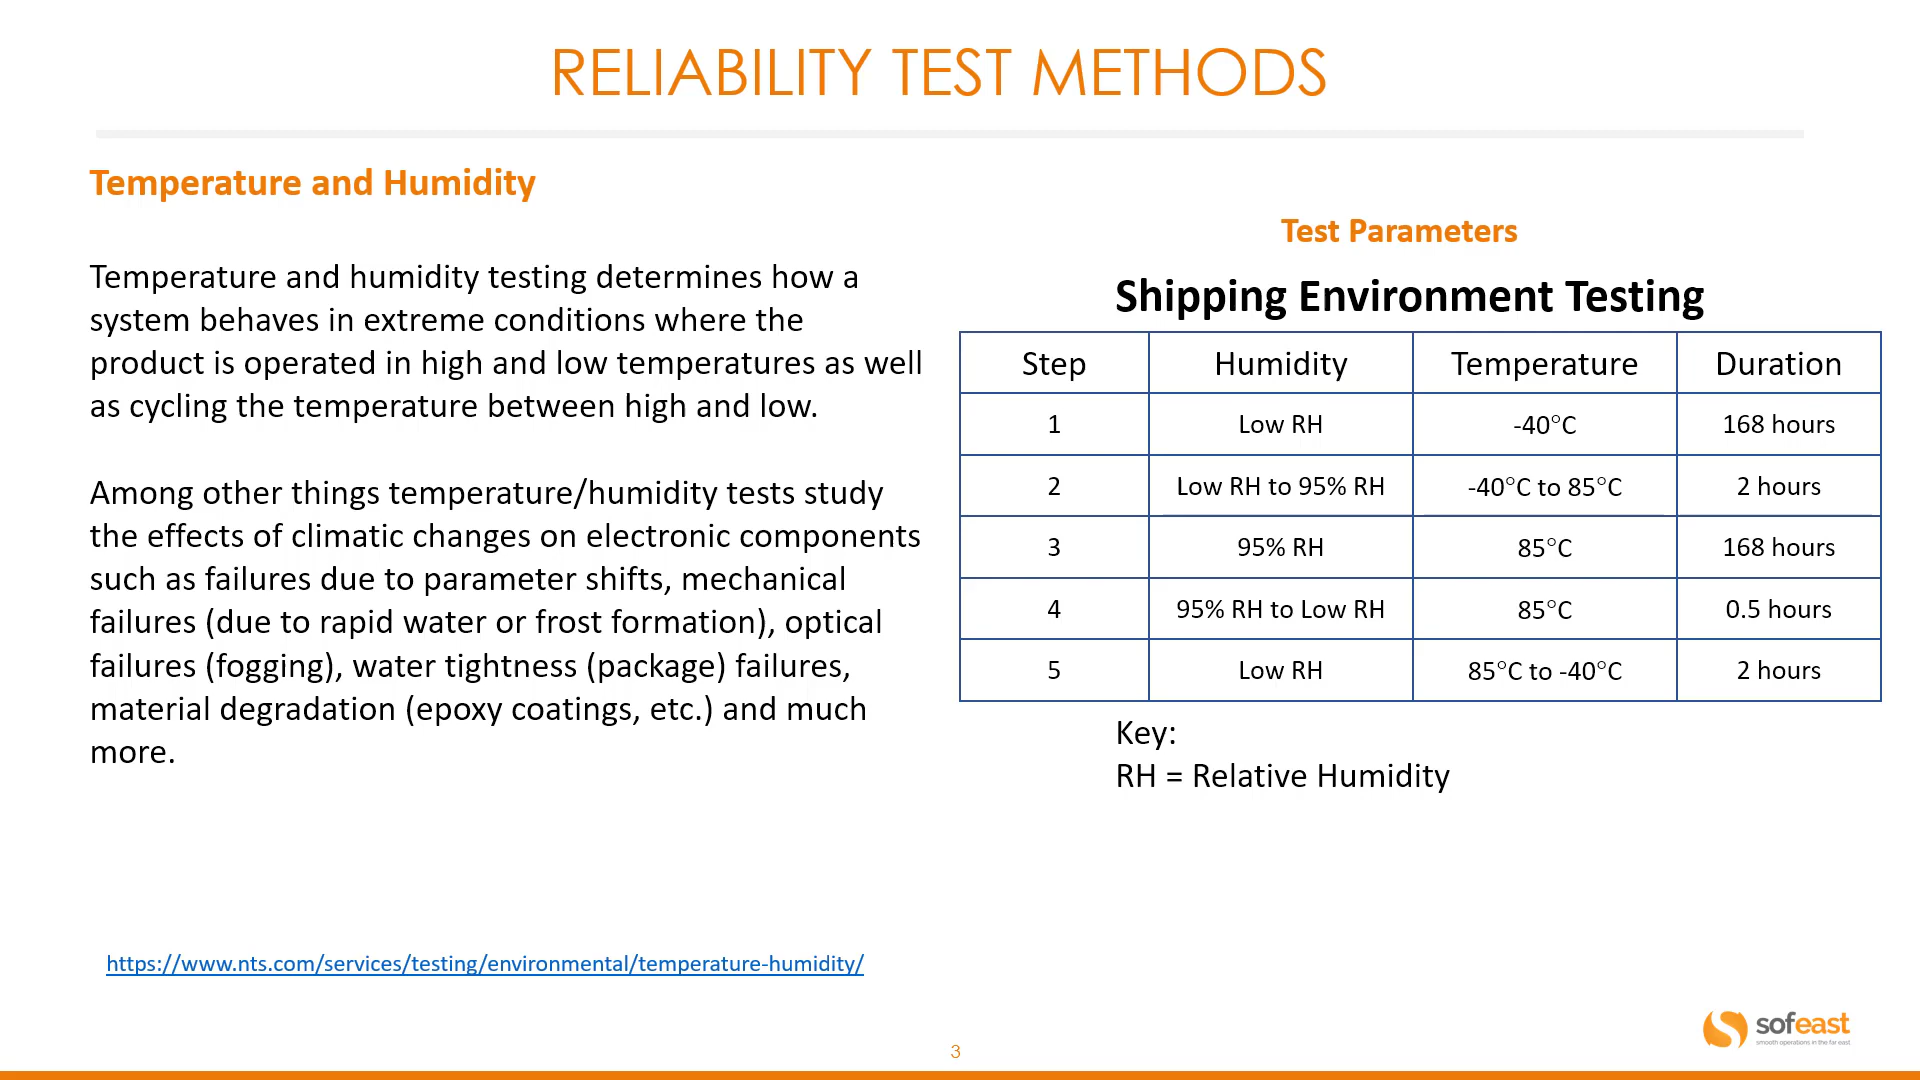 RELIABILITY TEST METHODS
Temperature and Humidity
Temperature and humidity testing determines how a
system behaves in extreme conditions where the
product is operated in high and low temperatures as well
as cycling the temperature between high and low.
Among other things temperature/humidity tests study
the effects of climatic changes on electronic components
such as failures due to parameter shifts, mechanical
failures (due to rapid water or frost formation), optical
failures (fogging), water tightness (package) failures,
material degradation (epoxy coatings, etc.) and much
more.
https://www.nts.com/services/testing/environmental/temperature-humidity/
Test Parameters
Shipping Environment Testing
Step Humidity Temperature Duration
1 Low RH -40°C 168 hours
2 Low RH to 95% RH -40°C to 85°C 2 hours
3 95% RH 85°C 168 hours
4 95% RH to Low RH 85°C 0.5 hours
5 Low RH 85°C to -40°C 2 hours
Key:
RH = Relative Humidity
sofeast
smooth operations in the far east
3